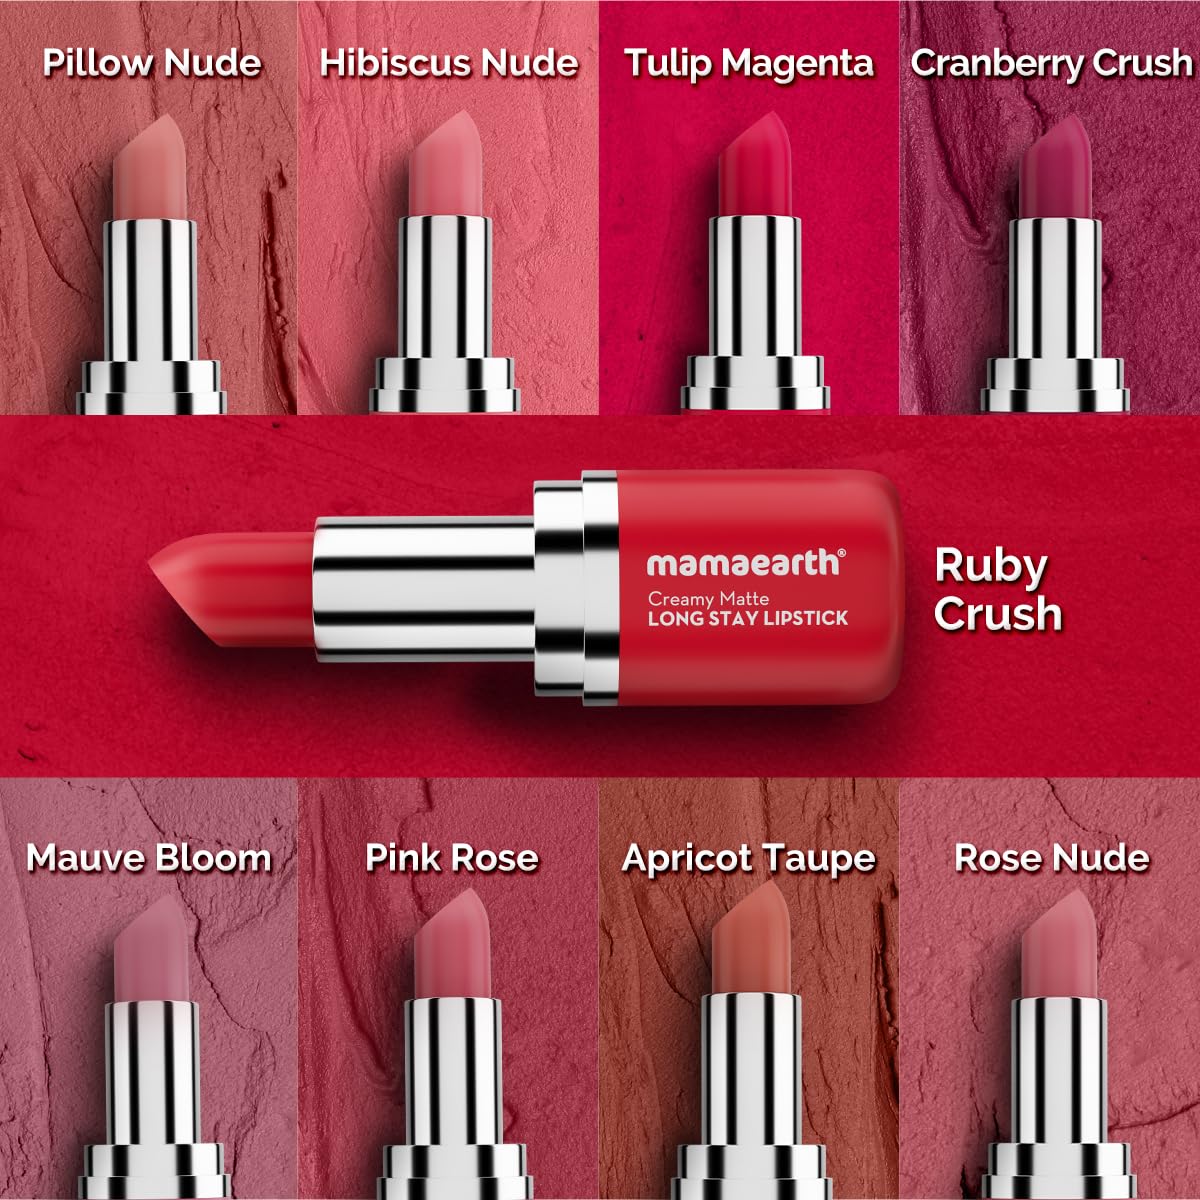 Pillow Nude
Hibiscus Nude
Tulip Magenta
Cranberry Crush
mamaearth®
Creamy Matte
LONG STAY LIPSTICK
Ruby
Crush
Mauve Bloom
Pink Rose
Apricot Taupe
Rose Nude